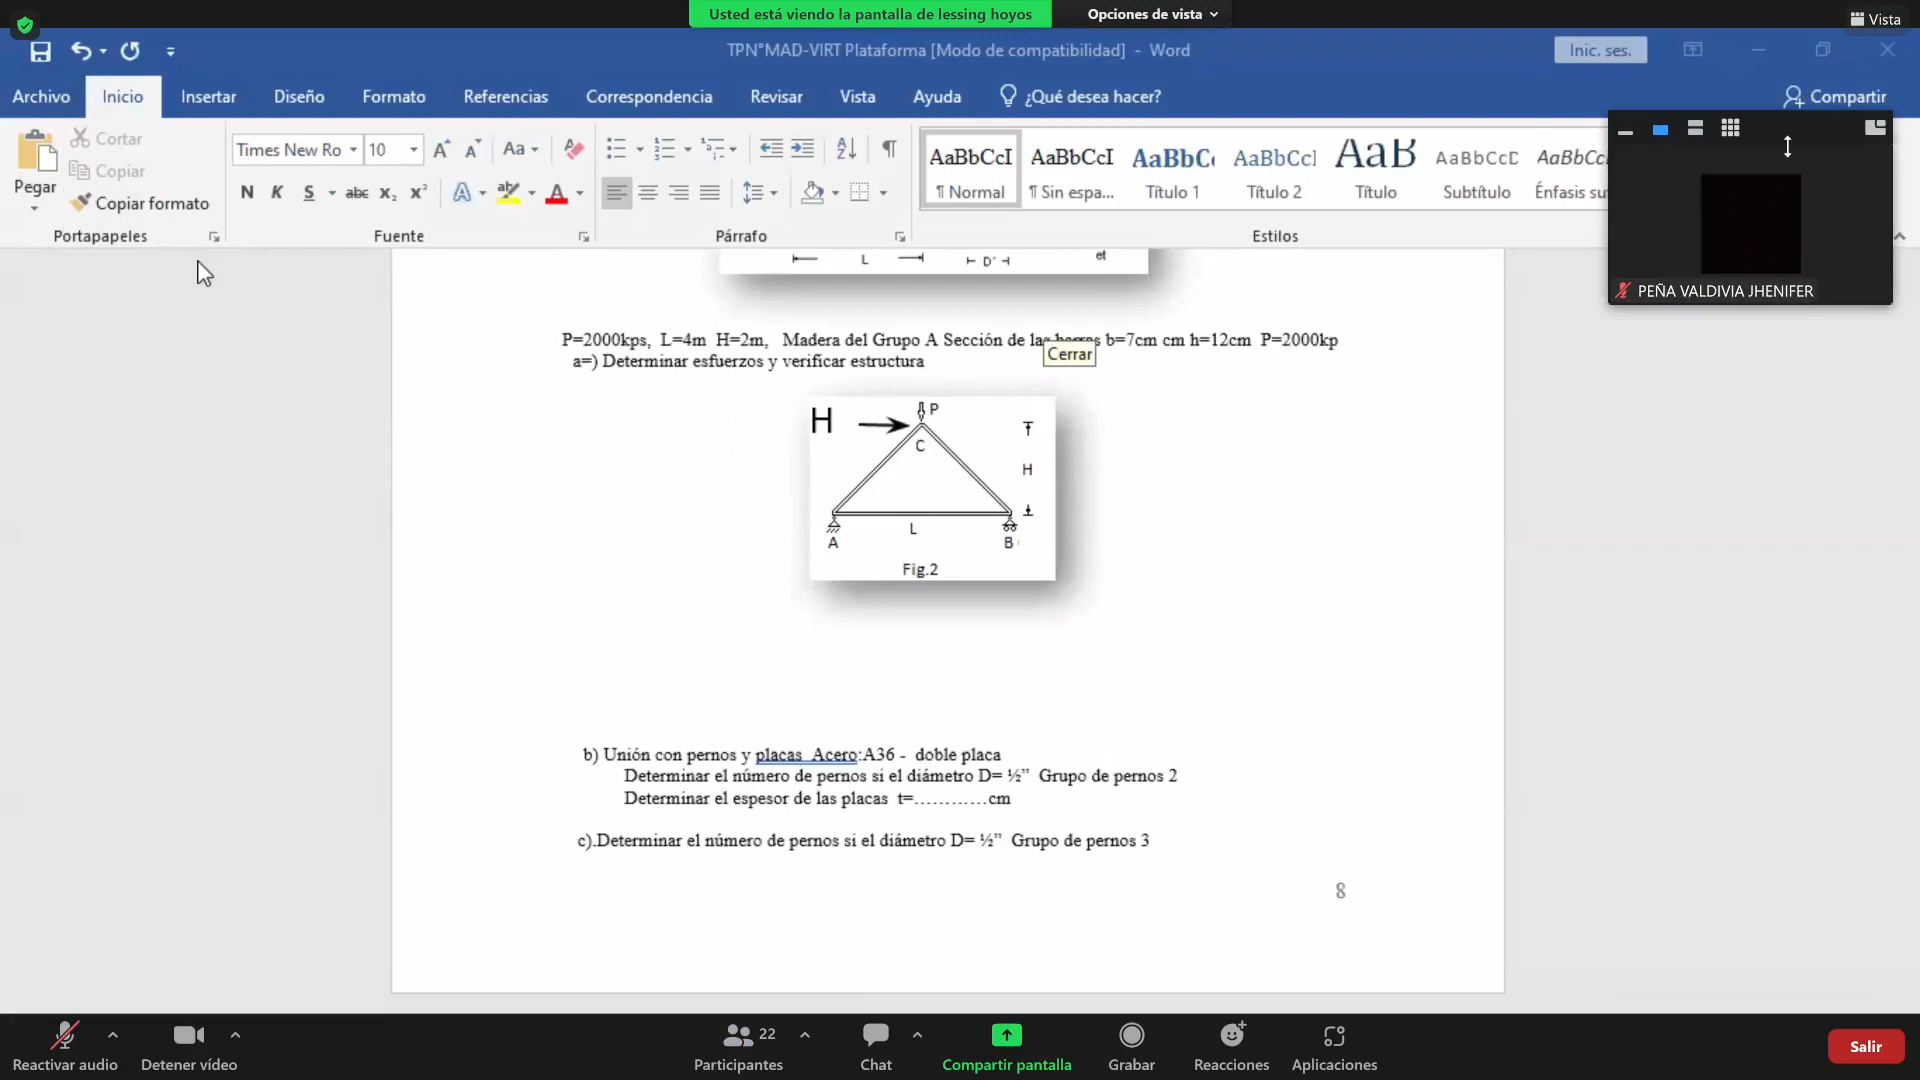 Usted está viendo la pantalla de lessing hoyos
Opciones de vista
Vista
TPN°MAD-VIRT Plataforma [Modo de compatibilidad] - Word
Inic. ses.
Archivo
Inicio
Insertar
Diseño
Formato
Referencias
Correspondencia
Revisar
Vista
Ayuda
¿Qué desea hacer?
Compartir
Pegar
Cortar
Copiar
Copiar formato
Portapapeles
Times New Ro
10
Aa
N K S abc x₂ x²
Fuente
Párrafo
AaBbCcI
¶ Normal
AaBbCcI
¶ Sin espa...
AaBbC
Título 1
AaBbCcI
Título 2
AaB
Título
AaBbCcD
Subtítulo
AaBbCc
Énfasis su
Estilos
PEÑA VALDIVIA JHENIFER
L
D'
et
P=2000kps, L=4m H=2m, Madera del Grupo A Sección de las barras b=7cm cm h=12cm P=2000kp
Cerrar
a=) Determinar esfuerzos y verificar estructura
H
P
C
H
L
A
B
Fig.2
b) Unión con pernos y placas Acero:A36 - doble placa
Determinar el número de pernos si el diámetro D= ½” Grupo de pernos 2
Determinar el espesor de las placas t=…………cm
c).Determinar el número de pernos si el diámetro D= ½” Grupo de pernos 3
8
Reactivar audio
Detener vídeo
22
Participantes
Chat
Compartir pantalla
Grabar
Reacciones
Aplicaciones
Salir